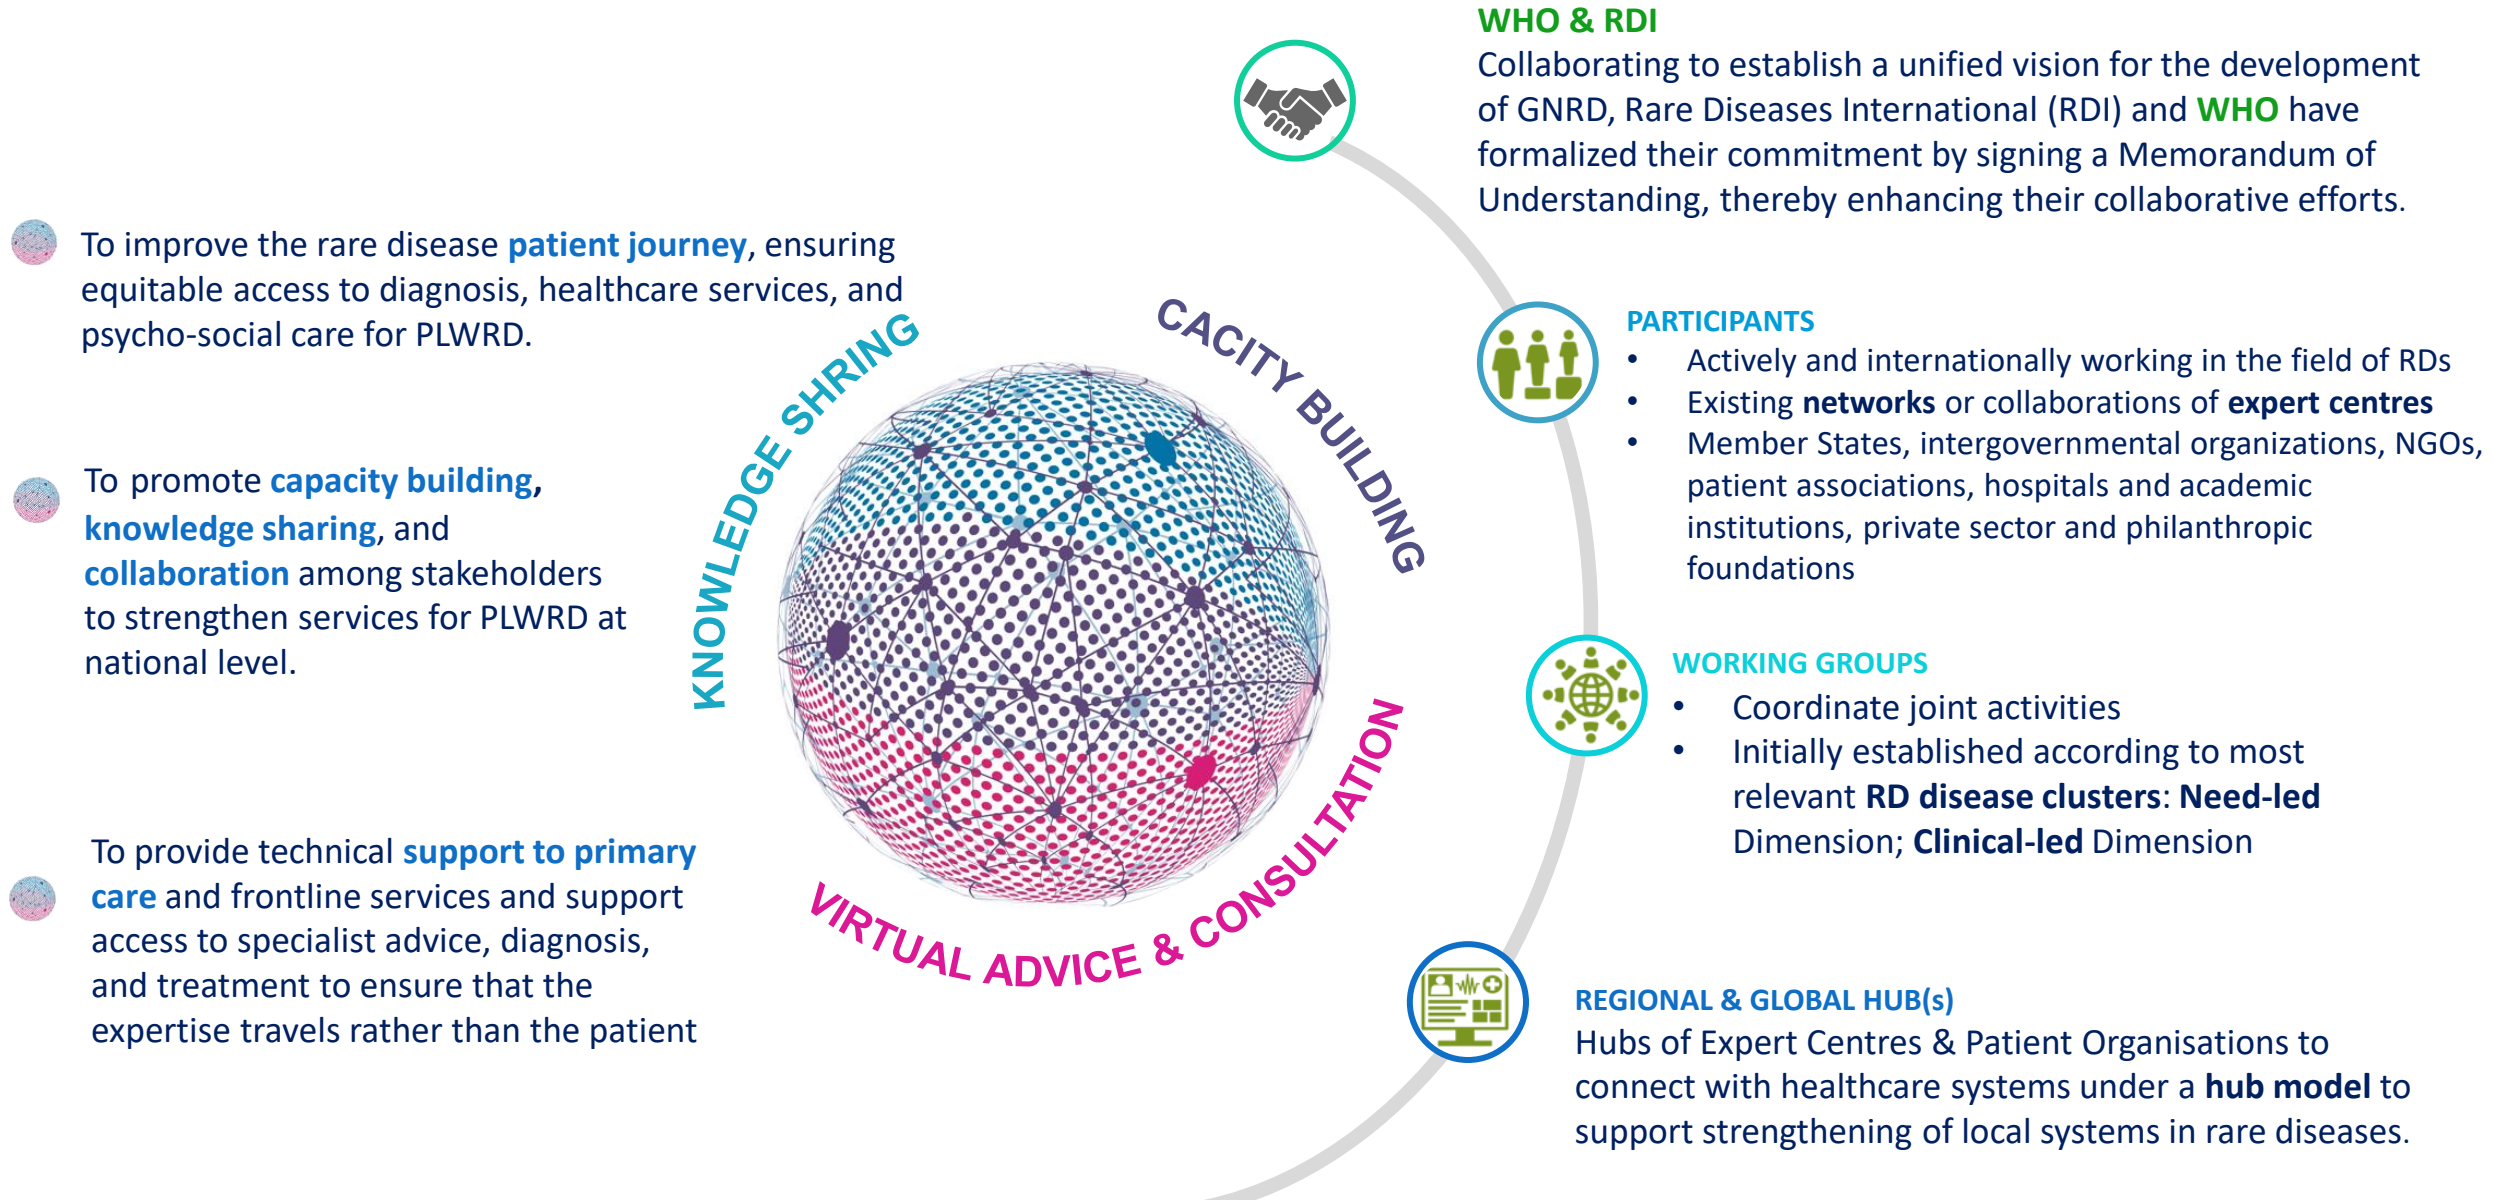 To improve the rare disease patient journey, ensuring
equitable access to diagnosis, healthcare services, and
psycho-social care for PLWRD.
To promote capacity building,
knowledge sharing, and
collaboration among stakeholders
to strengthen services for PLWRD at
national level.
To provide technical support to primary
care and frontline services and support
access to specialist advice, diagnosis,
and treatment to ensure that the
expertise travels rather than the patient
KNOWLEDGE SHRING
CACITY BUILDING
VIRTUAL ADVICE & CONSULTATION
WHO & RDI
Collaborating to establish a unified vision for the development
of GNRD, Rare Diseases International (RDI) and WHO have
formalized their commitment by signing a Memorandum of
Understanding, thereby enhancing their collaborative efforts.
PARTICIPANTS
• Actively and internationally working in the field of RDs
• Existing networks or collaborations of expert centres
• Member States, intergovernmental organizations, NGOs,
patient associations, hospitals and academic
institutions, private sector and philanthropic
foundations
WORKING GROUPS
• Coordinate joint activities
• Initially established according to most
relevant RD disease clusters: Need-led
Dimension; Clinical-led Dimension
REGIONAL & GLOBAL HUB(s)
Hubs of Expert Centres & Patient Organisations to
connect with healthcare systems under a hub model to
support strengthening of local systems in rare diseases.